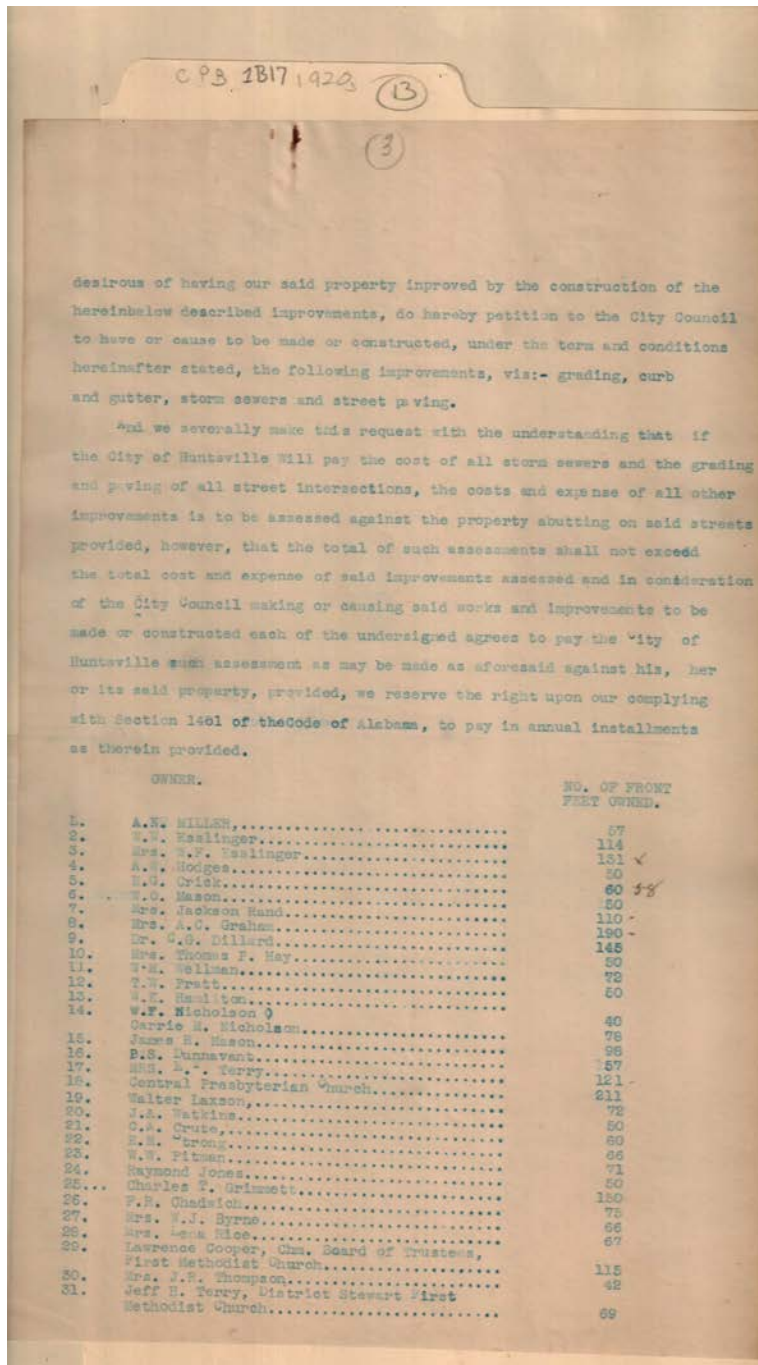 CPB 1B17, 1920s (13)
(3)
desirous of having our said property inproved by the construction of the
hereinbelow described improvements, do hereby petition to the City Council
to have or cause to be made or constructed, under the term and conditions
hereinafter stated, the following improvements, vis:- grading, curb
and gutter, storm sewers and street paving.
And we severally make this request with the understanding that if
the City of Huntsville Will pay the cost of all storm sewers and the grading
and paving of all street intersections, the costs and expense of all other
improvements is to be assessed against the property abutting on said streets
provided, however, that the total of such assessments shall not exceed
the total cost and expense of said improvements assessed and in consideration
of the City Council making or causing said works and improvements to be
made or constructed each of the undersigned agrees to pay the City of
Huntsville such assessment as may be made as aforesaid against his, her
or its said property, provided, we reserve the right upon our complying
with Section 1461 of theCode of Alabama, to pay in annual installments
as therein provided.
OWNER. NO. OF FRONT
FEET OWNED.
1. A.N. MILLER, 57
2. W.F. Esslinger 114
3. Mrs. W.F. Esslinger 131 x
4. Hodges 50
5. Crick 60 58
6. W.G. Mason 50
7. Mrs. Jackson Hand 110 -
8. Mrs. A.C. Graham 190 -
9. Dr. C.G. Dillard 145
10. Mrs. Thomas P. Hay 50
11. Wellman 72
12. T.W. Pratt 50
13. Hamilton
14. W.F. Nicholson &
Carrie M. Nicholson 40
15. James H. Mason 78
16. B.S. Dunnavant 96
17. MRS. Terry 57
18. Central Presbyterian Church 121 -
19. Walter Laxson, 211
20. J.A. Watkins 72
21. C.A. Crute, 50
22. Strong 60
23. W.W. Pitman 66
24. Raymond Jones 71
25... Charles T. Grimmett 50
26. F.R. Chadwich 150
27. Mrs. W.J. Byrne 75
28. Mrs. Lena Rice 66
29. Lawrence Cooper, Chm. Board of Trustees, 67
First Methodist Church 115
30. Mrs. J.R. Thompson 42
31. Jeff H. Terry, District Stewart First
Methodist Church 69